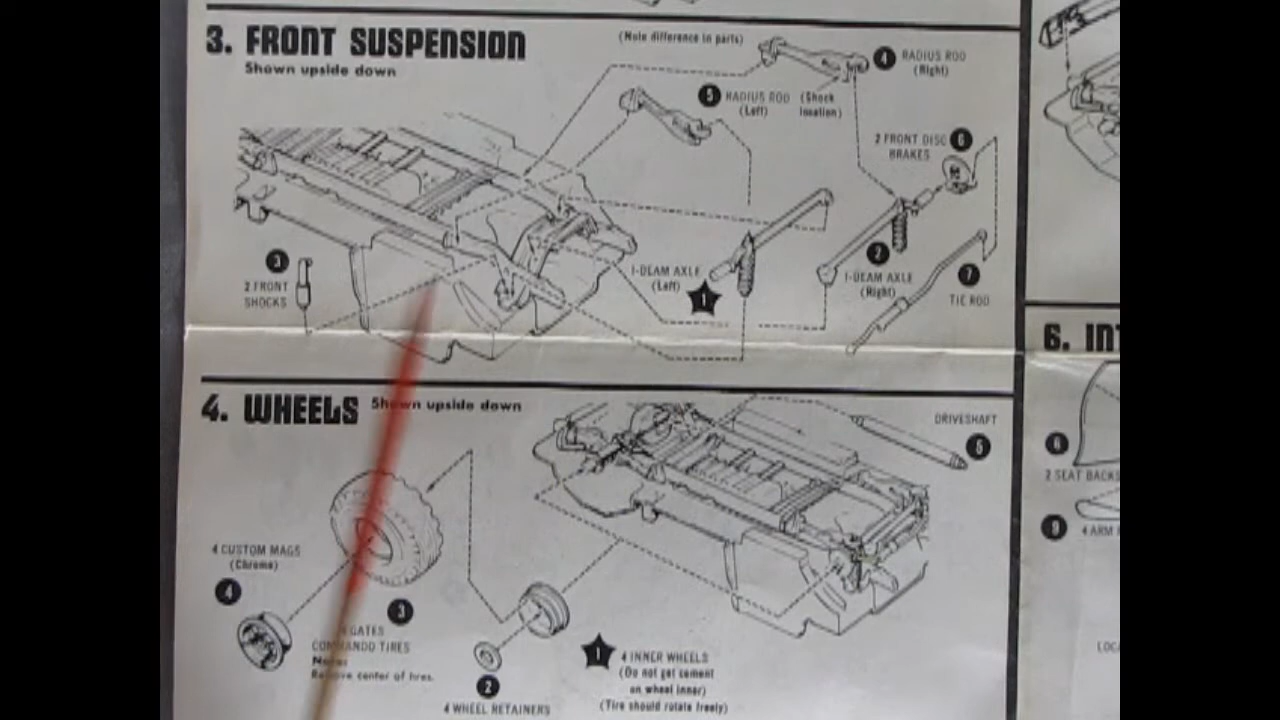 3. FRONT SUSPENSION
Shown upside down
(Note difference in parts)
4 RADIUS ROD
(Right)
5 RADIUS ROD
(Left)
(Shock
location)
2 FRONT DISC 6
BRAKES
3
2 FRONT
SHOCKS
I-BEAM AXLE
(Left)
1
2
I-BEAM AXLE
(Right)
7
TIE ROD
4. WHEELS Shown upside down
DRIVESHAFT
5
4 CUSTOM MAGS
(Chrome)
4
3
GATES
COMMANDO TIRES
Note:
Remove center of tires.
1 4 INNER WHEELS
(Do not get cement
on wheel inner)
(Tire should rotate freely)
2
4 WHEEL RETAINERS
6. INT
2 SEAT BACKS
9 4 ARM
LOCA